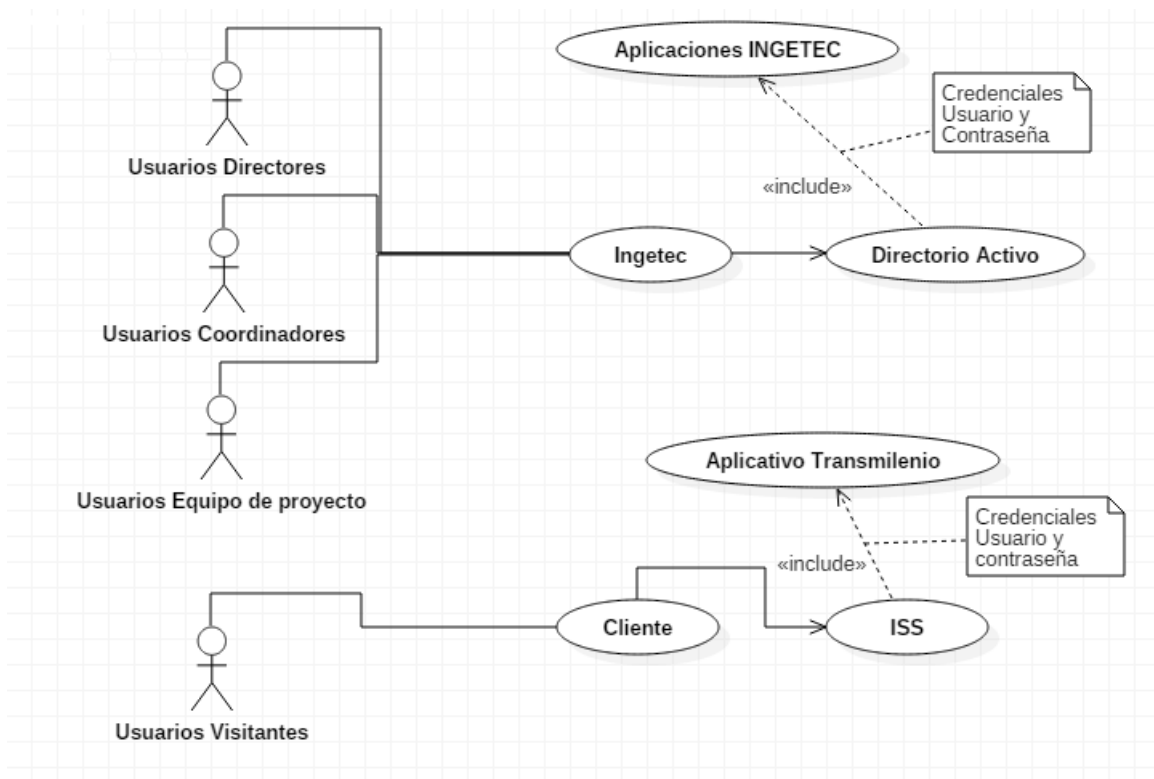 Aplicaciones INGETEC
Credenciales
Usuario y
Contraseña
Usuarios Directores
«include»
Ingetec
Directorio Activo
Usuarios Coordinadores
Aplicativo Transmilenio
Usuarios Equipo de proyecto
Credenciales
Usuario y
contraseña
«include»
Cliente
ISS
Usuarios Visitantes